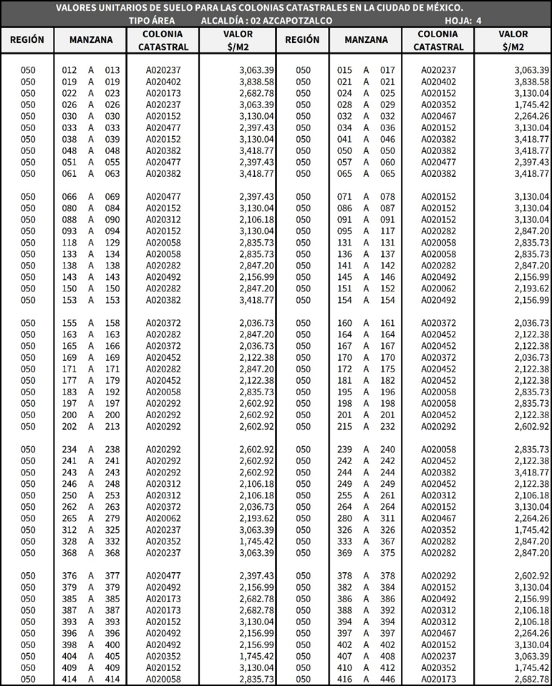 VALORES UNITARIOS DE SUELO PARA LAS COLONIAS CATASTRALES EN LA CIUDAD DE MÉXICO.
TIPO ÁREA ALCALDÍA : 02 AZCAPOTZALCO HOJA: 4
REGIÓN MANZANA COLONIA CATASTRAL VALOR $/M2 REGIÓN MANZANA COLONIA CATASTRAL VALOR $/M2
050 012 A 013 A020237 3,063.39 050 015 A 017 A020237 3,063.39
050 019 A 019 A020402 3,838.58 050 021 A 021 A020402 3,838.58
050 022 A 023 A020173 2,682.78 050 024 A 025 A020152 3,130.04
050 026 A 026 A020237 3,063.39 050 028 A 029 A020352 1,745.42
050 030 A 030 A020152 3,130.04 050 032 A 032 A020467 2,264.26
050 033 A 033 A020477 2,397.43 050 034 A 036 A020152 3,130.04
050 038 A 039 A020152 3,130.04 050 041 A 046 A020382 3,418.77
050 048 A 048 A020382 3,418.77 050 050 A 050 A020382 3,418.77
050 051 A 055 A020477 2,397.43 050 057 A 060 A020477 2,397.43
050 061 A 063 A020382 3,418.77 050 065 A 065 A020382 3,418.77
050 066 A 069 A020477 2,397.43 050 071 A 078 A020152 3,130.04
050 080 A 084 A020152 3,130.04 050 086 A 087 A020152 3,130.04
050 088 A 090 A020312 2,106.18 050 091 A 091 A020152 3,130.04
050 093 A 094 A020152 3,130.04 050 095 A 117 A020282 2,847.20
050 118 A 129 A020058 2,835.73 050 131 A 131 A020058 2,835.73
050 133 A 134 A020058 2,835.73 050 136 A 137 A020058 2,835.73
050 138 A 138 A020282 2,847.20 050 141 A 142 A020282 2,847.20
050 143 A 143 A020492 2,156.99 050 145 A 146 A020492 2,156.99
050 150 A 150 A020282 2,847.20 050 151 A 152 A020062 2,193.62
050 153 A 153 A020382 3,418.77 050 154 A 154 A020492 2,156.99
050 155 A 158 A020372 2,036.73 050 160 A 161 A020372 2,036.73
050 163 A 163 A020282 2,847.20 050 164 A 164 A020452 2,122.38
050 165 A 166 A020372 2,036.73 050 167 A 167 A020452 2,122.38
050 169 A 169 A020452 2,122.38 050 170 A 170 A020372 2,036.73
050 171 A 171 A020282 2,847.20 050 172 A 175 A020452 2,122.38
050 177 A 179 A020452 2,122.38 050 181 A 182 A020452 2,122.38
050 183 A 192 A020058 2,835.73 050 195 A 196 A020058 2,835.73
050 197 A 197 A020292 2,602.92 050 198 A 198 A020058 2,835.73
050 200 A 200 A020292 2,602.92 050 201 A 201 A020452 2,122.38
050 202 A 213 A020292 2,602.92 050 215 A 232 A020292 2,602.92
050 234 A 238 A020292 2,602.92 050 239 A 240 A020058 2,835.73
050 241 A 241 A020292 2,602.92 050 242 A 242 A020452 2,122.38
050 243 A 243 A020292 2,602.92 050 244 A 244 A020382 3,418.77
050 246 A 248 A020312 2,106.18 050 249 A 249 A020452 2,122.38
050 250 A 253 A020312 2,106.18 050 255 A 261 A020312 2,106.18
050 262 A 263 A020372 2,036.73 050 264 A 264 A020152 3,130.04
050 265 A 279 A020062 2,193.62 050 280 A 311 A020467 2,264.26
050 312 A 325 A020237 3,063.39 050 326 A 326 A020352 1,745.42
050 328 A 332 A020352 1,745.42 050 333 A 367 A020282 2,847.20
050 368 A 368 A020237 3,063.39 050 369 A 375 A020282 2,847.20
050 376 A 377 A020477 2,397.43 050 378 A 378 A020292 2,602.92
050 379 A 379 A020492 2,156.99 050 382 A 384 A020152 3,130.04
050 385 A 385 A020173 2,682.78 050 386 A 386 A020492 2,156.99
050 387 A 387 A020173 2,682.78 050 388 A 392 A020312 2,106.18
050 393 A 393 A020152 3,130.04 050 394 A 394 A020312 2,106.18
050 396 A 396 A020492 2,156.99 050 397 A 397 A020467 2,264.26
050 398 A 400 A020492 2,156.99 050 402 A 402 A020152 3,130.04
050 404 A 405 A020352 1,745.42 050 407 A 408 A020237 3,063.39
050 409 A 409 A020152 3,130.04 050 410 A 412 A020352 1,745.42
050 414 A 414 A020058 2,835.73 050 416 A 446 A020173 2,682.78